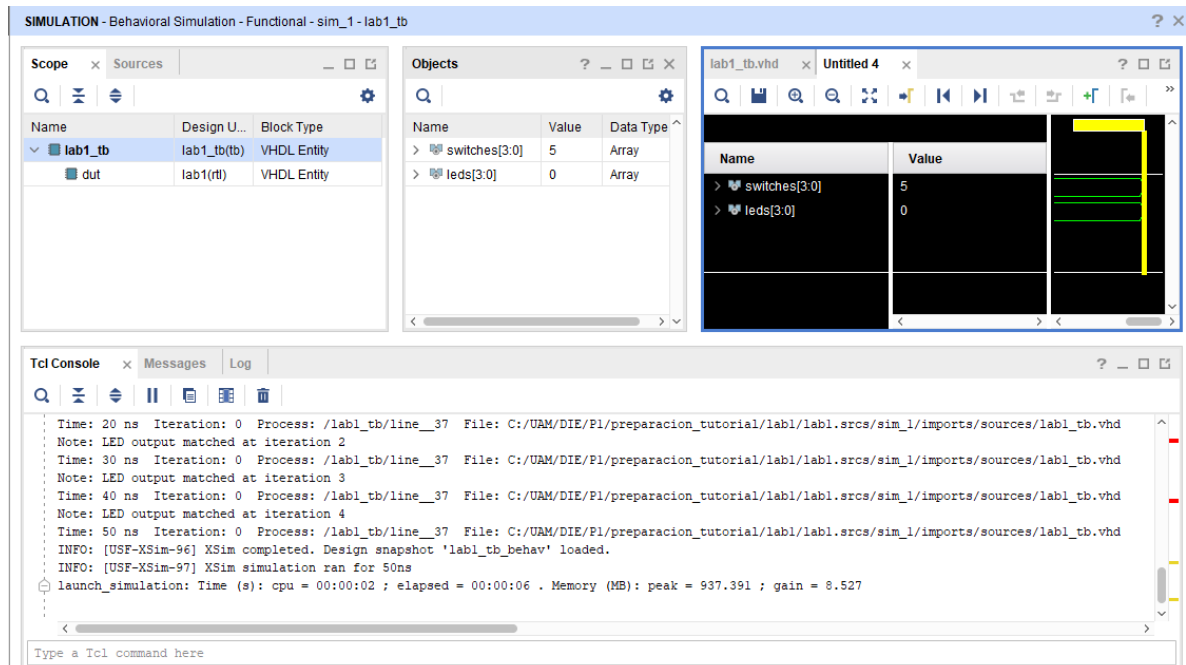 SIMULATION - Behavioral Simulation - Functional - sim_1 - lab1_tb
Scope Sources
Name Design U... Block Type
lab1_tb lab1_tb(tb) VHDL Entity
dut lab1(rtl) VHDL Entity
Objects
Name Value Data Type
switches[3:0] 5 Array
leds[3:0] 0 Array
lab1_tb.vhd Untitled 4
Name Value
switches[3:0] 5
leds[3:0] 0
Tcl Console Messages Log
Time: 20 ns Iteration: 0 Process: /lab1_tb/line__37 File: C:/UAM/DIE/P1/preparacion_tutorial/lab1/lab1.srcs/sim_1/imports/sources/lab1_tb.vhd
Note: LED output matched at iteration 2
Time: 30 ns Iteration: 0 Process: /lab1_tb/line__37 File: C:/UAM/DIE/P1/preparacion_tutorial/lab1/lab1.srcs/sim_1/imports/sources/lab1_tb.vhd
Note: LED output matched at iteration 3
Time: 40 ns Iteration: 0 Process: /lab1_tb/line__37 File: C:/UAM/DIE/P1/preparacion_tutorial/lab1/lab1.srcs/sim_1/imports/sources/lab1_tb.vhd
Note: LED output matched at iteration 4
Time: 50 ns Iteration: 0 Process: /lab1_tb/line__37 File: C:/UAM/DIE/P1/preparacion_tutorial/lab1/lab1.srcs/sim_1/imports/sources/lab1_tb.vhd
INFO: [USF-XSim-96] XSim completed. Design snapshot 'lab1_tb_behav' loaded.
INFO: [USF-XSim-97] XSim simulation ran for 50ns
launch_simulation: Time (s): cpu = 00:00:02 ; elapsed = 00:00:06 . Memory (MB): peak = 937.391 ; gain = 8.527
Type a Tcl command here